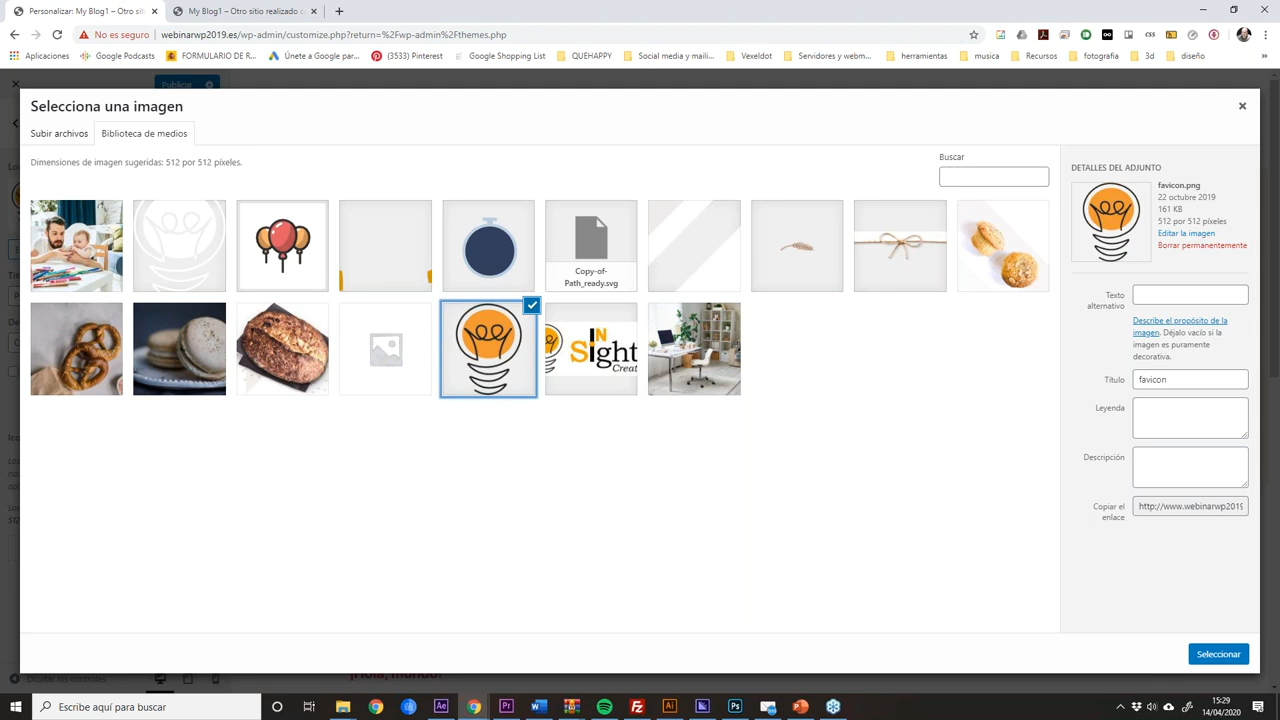 Personalizar: My Blog1 – Otro si
My Blog1 – Otro sitio realizado c
No es seguro
webinarwp2019.es/wp-admin/customize.php?return=%2Fwp-admin%2Fthemes.php
Aplicaciones
Google Podcasts
FORMULARIO DE R...
Únete a Google par...
(3533) Pinterest
Google Shopping List
QUEHAPPY
Social media y maili...
Vexeldot
Servidores y webm...
herramientas
musica
Recursos
fotografia
3d
diseño
Publicar
Selecciona una imagen
Subir archivos
Biblioteca de medios
Dimensiones de imagen sugeridas: 512 por 512 píxeles.
Buscar
Copy-of-
Path_ready.svg
IN
Sight
Creat
DETALLES DEL ADJUNTO
favicon.png
22 octubre 2019
161 KB
512 por 512 píxeles
Editar la imagen
Borrar permanentemente
Texto
alternativo
Describe el propósito de la
imagen. Déjalo vacío si la
imagen es puramente
decorativa.
Título
favicon
Leyenda
Descripción
Copiar el
enlace
http://www.webinarwp2019
Seleccionar
Ocultar los controles
¡Hola, mundo!
Escribe aquí para buscar
15:29
14/04/2020